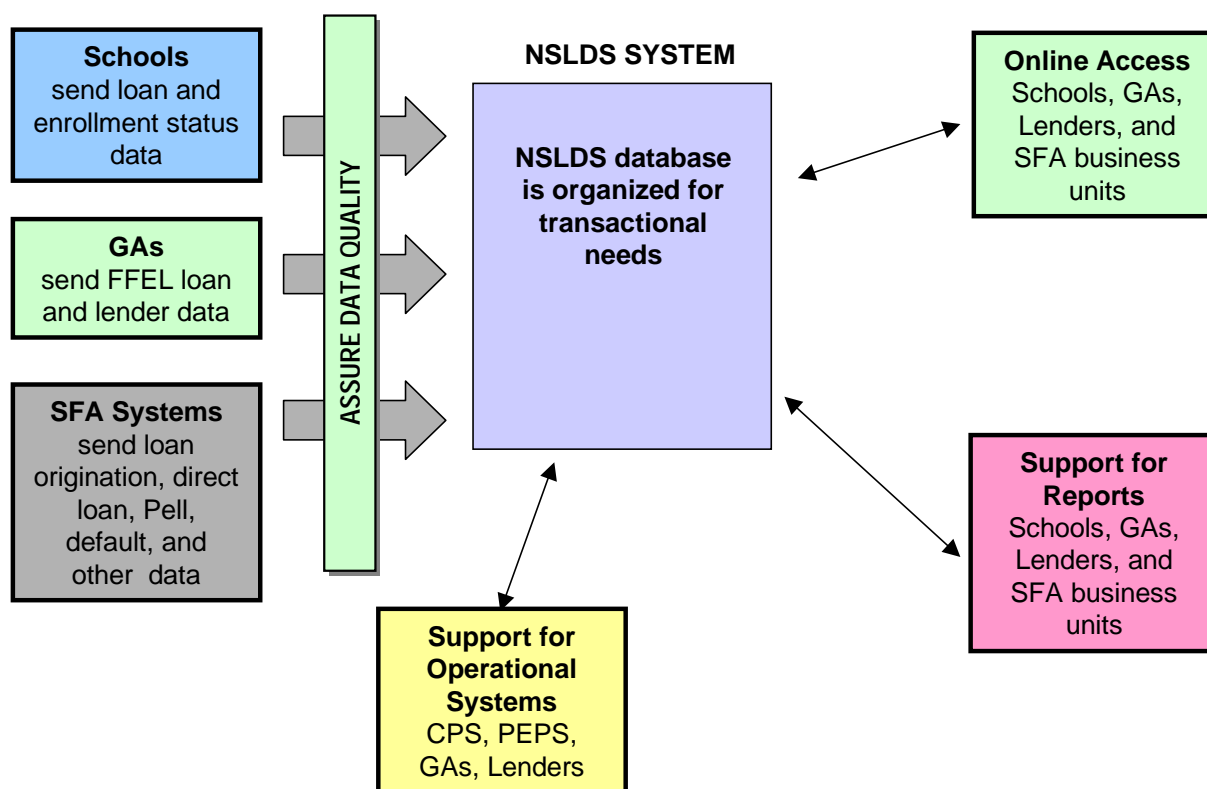 Schools
send loan and
enrollment status
data
GAs
send FFEL loan
and lender data
SFA Systems
send loan
origination, direct
loan, Pell,
default, and
other data
ASSURE DATA QUALITY
NSLDS SYSTEM
NSLDS database
is organized for
transactional
needs
Support for
Operational
Systems
CPS, PEPS,
GAs, Lenders
Online Access
Schools, GAs,
Lenders, and
SFA business
units
Support for
Reports
Schools, GAs,
Lenders, and
SFA business
units